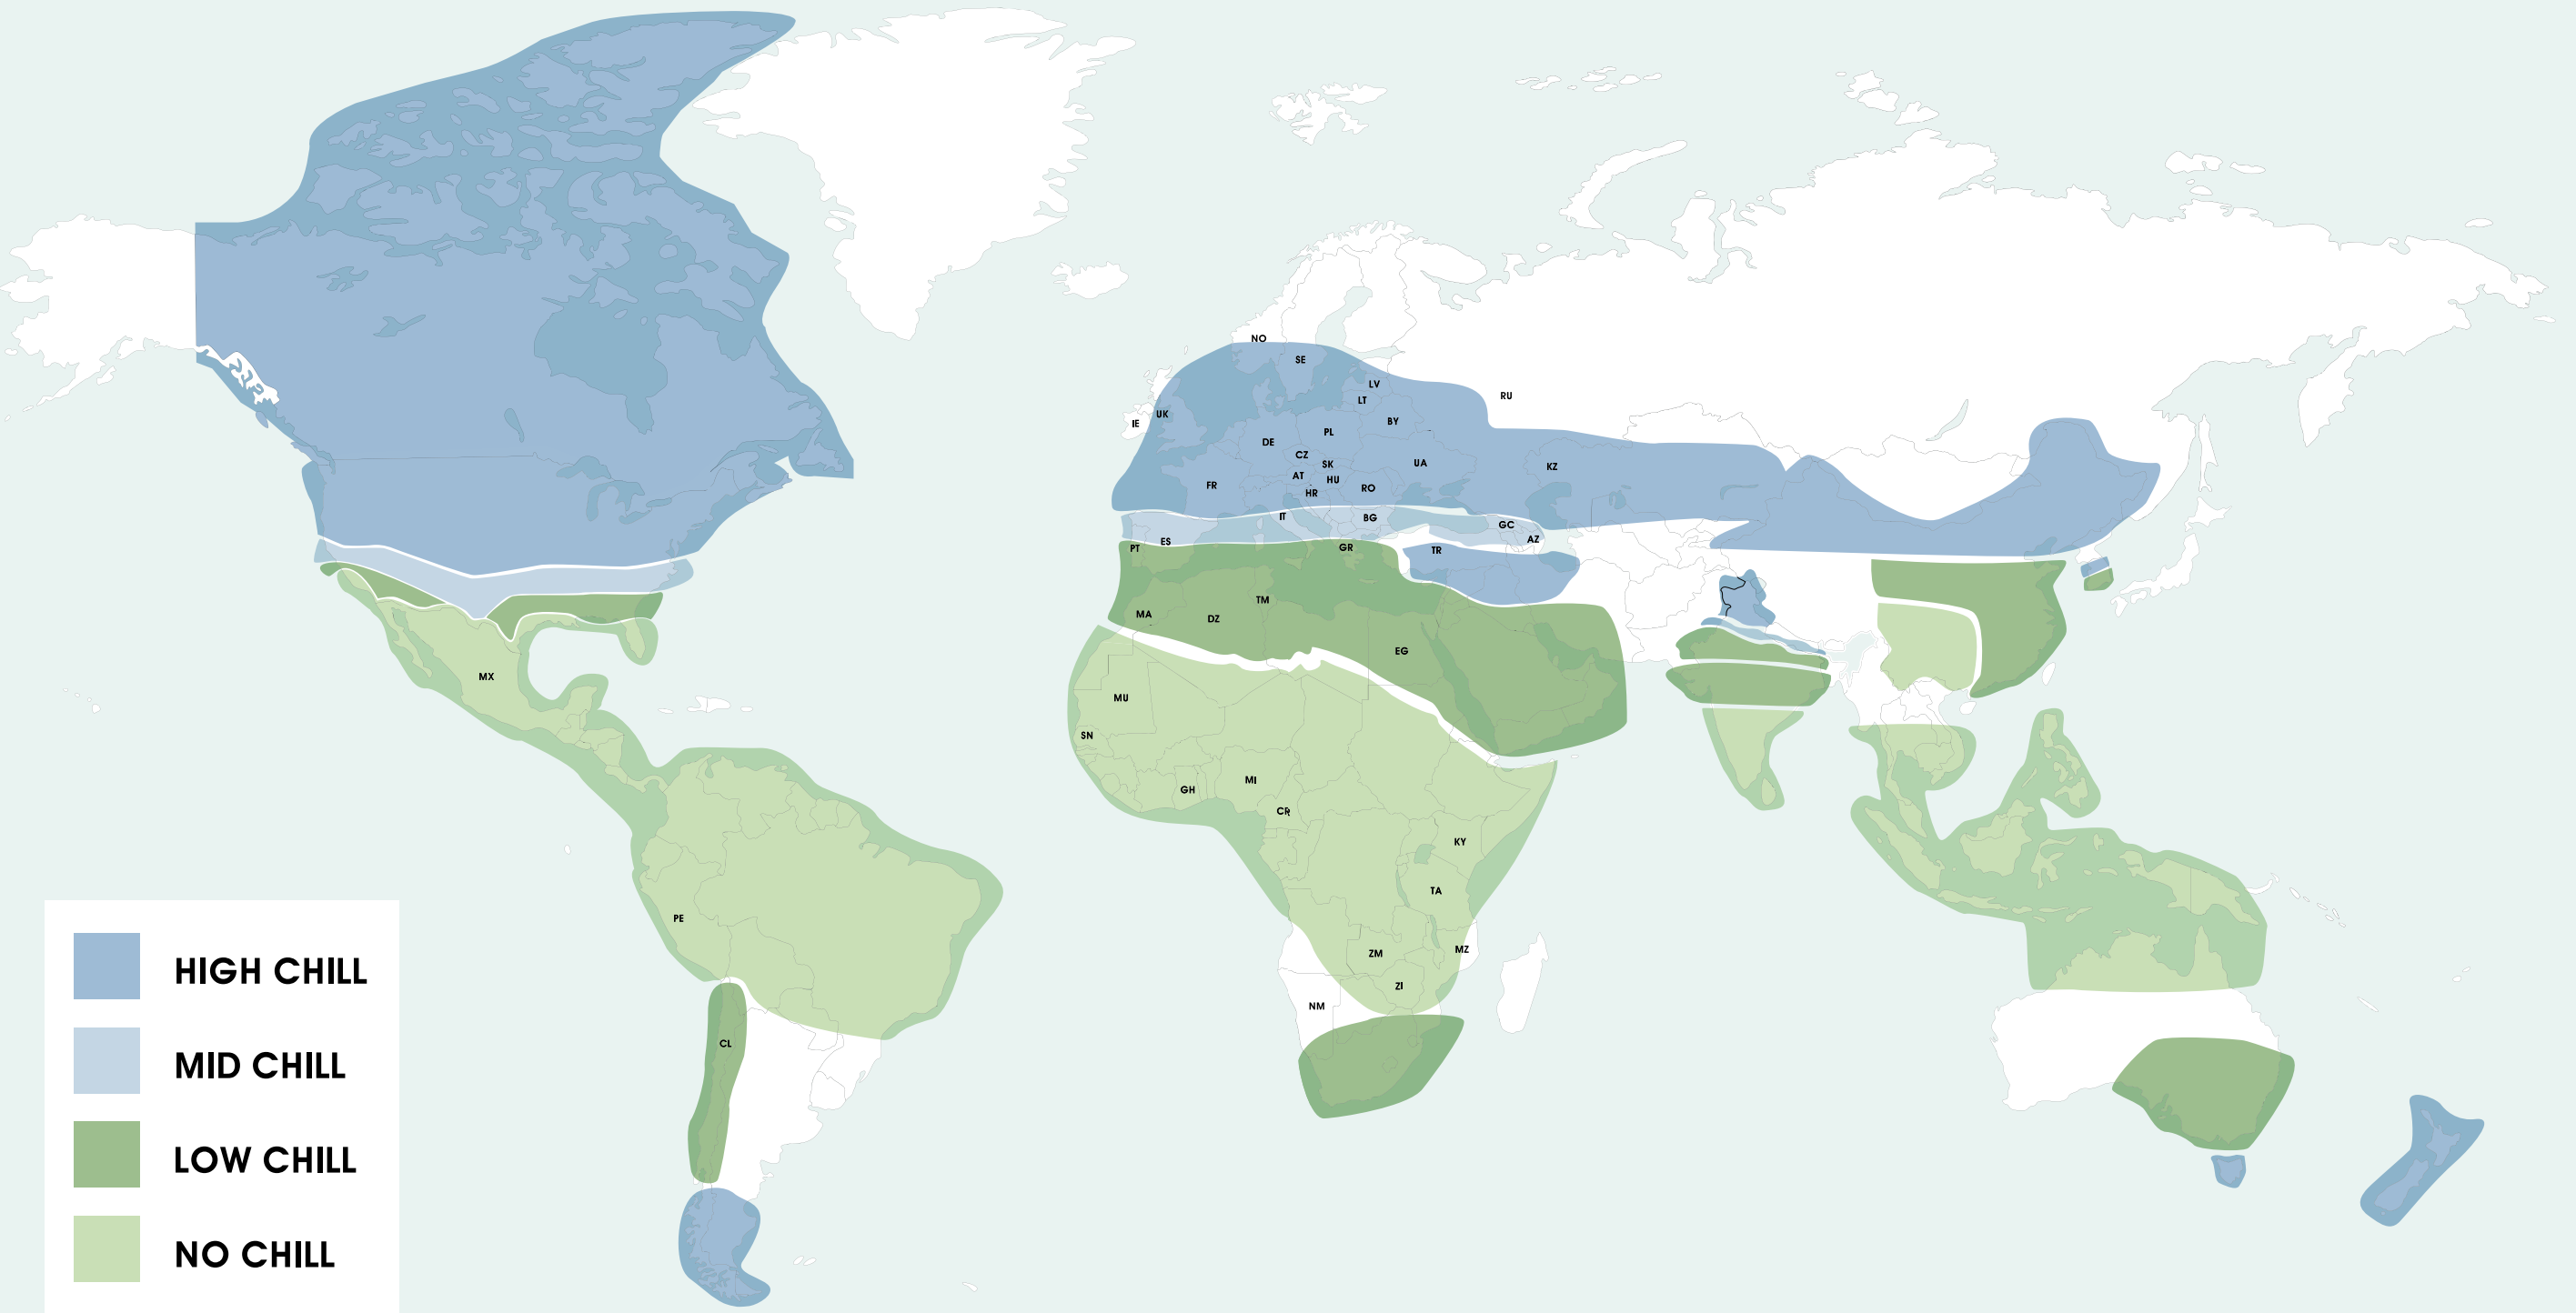 NO
SE
LV
LT
RU
UK
IE
BY
PL
DE
CZ
SK
UA
KZ
AT
HU
FR
RO
HR
IT
BG
GC
ES
AZ
PT
GR
TR
TM
MA
DZ
EG
MX
MU
SN
MI
GH
CR
KY
TA
PE
ZM
MZ
ZI
NM
CL
HIGH CHILL
MID CHILL
LOW CHILL
NO CHILL